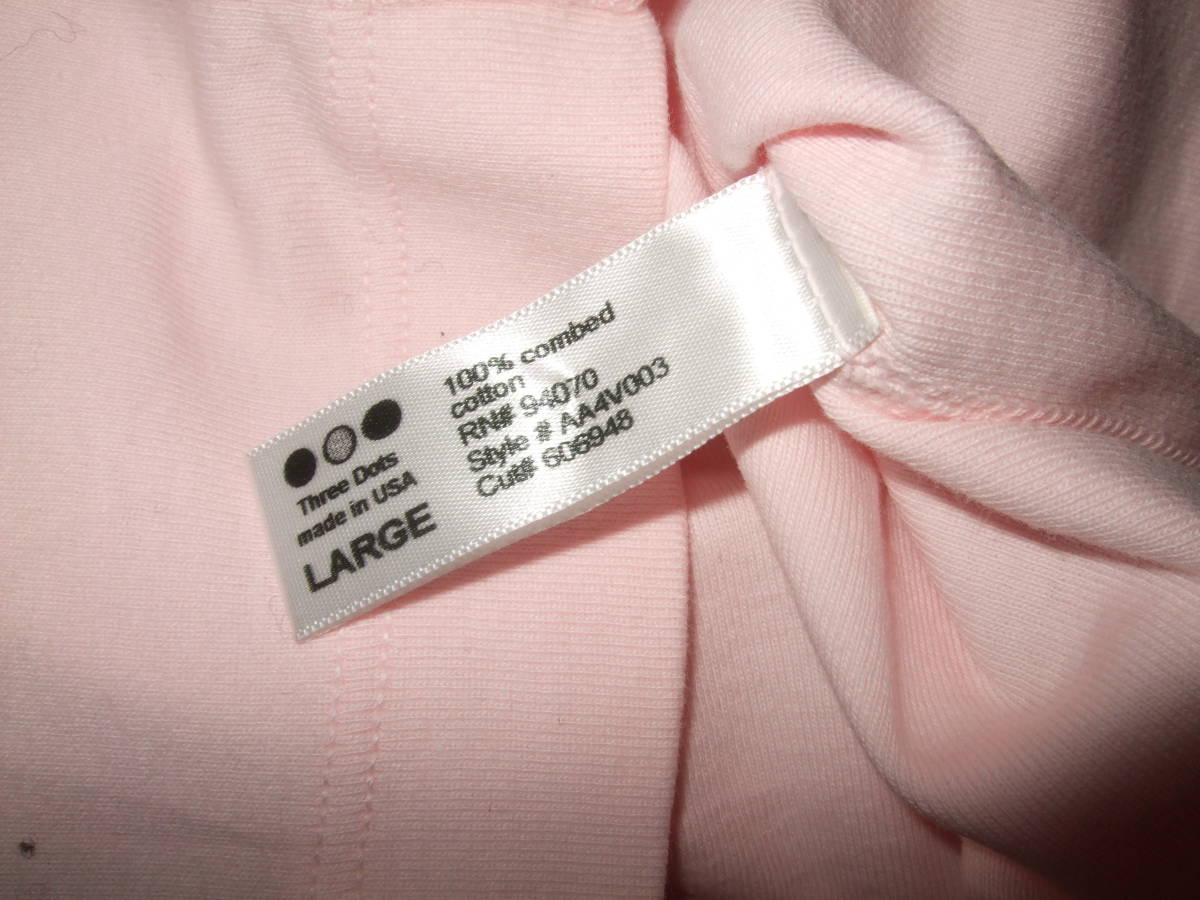 Three Dots
made in USA
LARGE
100% combed
cotton
RN# 94070
Style # AA4V003
Cut# 606948